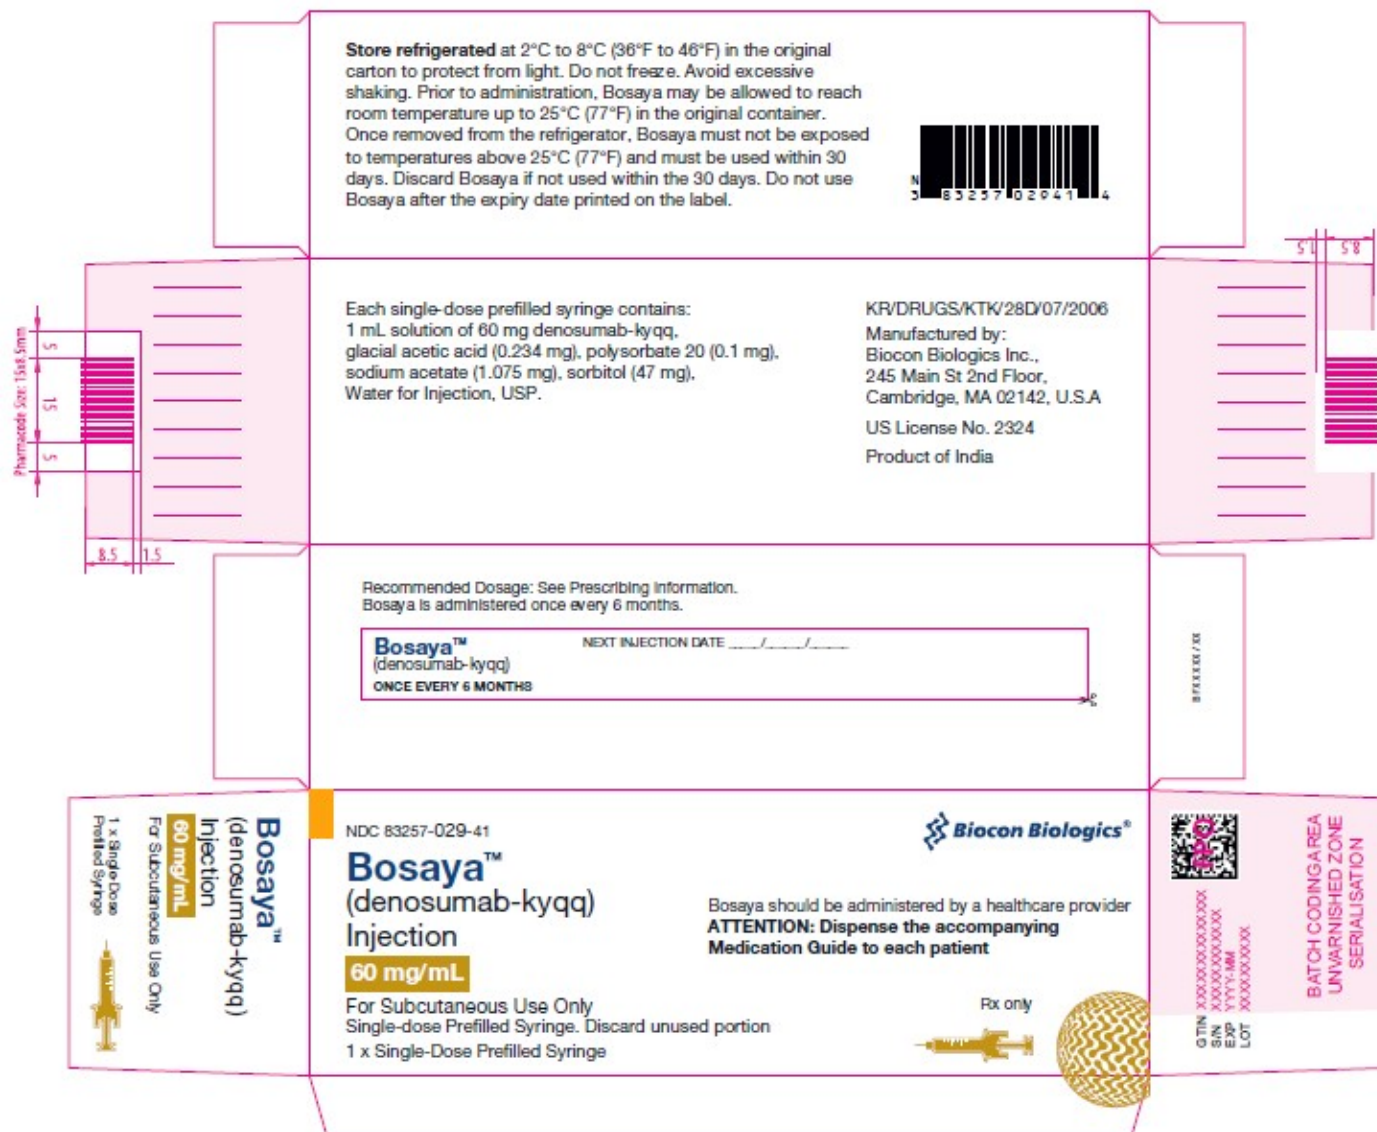 Store refrigerated at 2°C to 8°C (36°F to 46°F) in the original
carton to protect from light. Do not freeze. Avoid excessive
shaking. Prior to administration, Bosaya may be allowed to reach
room temperature up to 25°C (77°F) in the original container.
Once removed from the refrigerator, Bosaya must not be exposed
to temperatures above 25°C (77°F) and must be used within 30
days. Discard Bosaya if not used within the 30 days. Do not use
Bosaya after the expiry date printed on the label.
N
3 83257 02941 4
1.5 8.5
Pharmacode Size: 15x8.5mm
5
15
5
8.5 1.5
Each single-dose prefilled syringe contains:
1 mL solution of 60 mg denosumab-kyqq,
glacial acetic acid (0.234 mg), polysorbate 20 (0.1 mg),
sodium acetate (1.075 mg), sorbitol (47 mg),
Water for Injection, USP.
KR/DRUGS/KTK/28D/07/2006
Manufactured by:
Biocon Biologics Inc.,
245 Main St 2nd Floor,
Cambridge, MA 02142, U.S.A
US License No. 2324
Product of India
Recommended Dosage: See Prescribing Information.
Bosaya is administered once every 6 months.
Bosaya™
(denosumab-kyqq)
ONCE EVERY 6 MONTHS
NEXT INJECTION DATE ____/____/____
BFXXXXX/XX
Bosaya™
(denosumab-kyqq)
Injection
60 mg/mL
For Subcutaneous Use Only
1 x Single-Dose
Prefilled Syringe
NDC 83257-029-41
Bosaya™
(denosumab-kyqq)
Injection
60 mg/mL
For Subcutaneous Use Only
Single-dose Prefilled Syringe. Discard unused portion
1 x Single-Dose Prefilled Syringe
Biocon Biologics®
Bosaya should be administered by a healthcare provider
ATTENTION: Dispense the accompanying
Medication Guide to each patient
Rx only
GTIN XXXXXXXXXXXXXX
S/N XXXXXXXXXXXX
EXP YYYY-MM
LOT XXXXXXXXXX
BATCH CODING AREA
UNVARNISHED ZONE
SERIALISATION